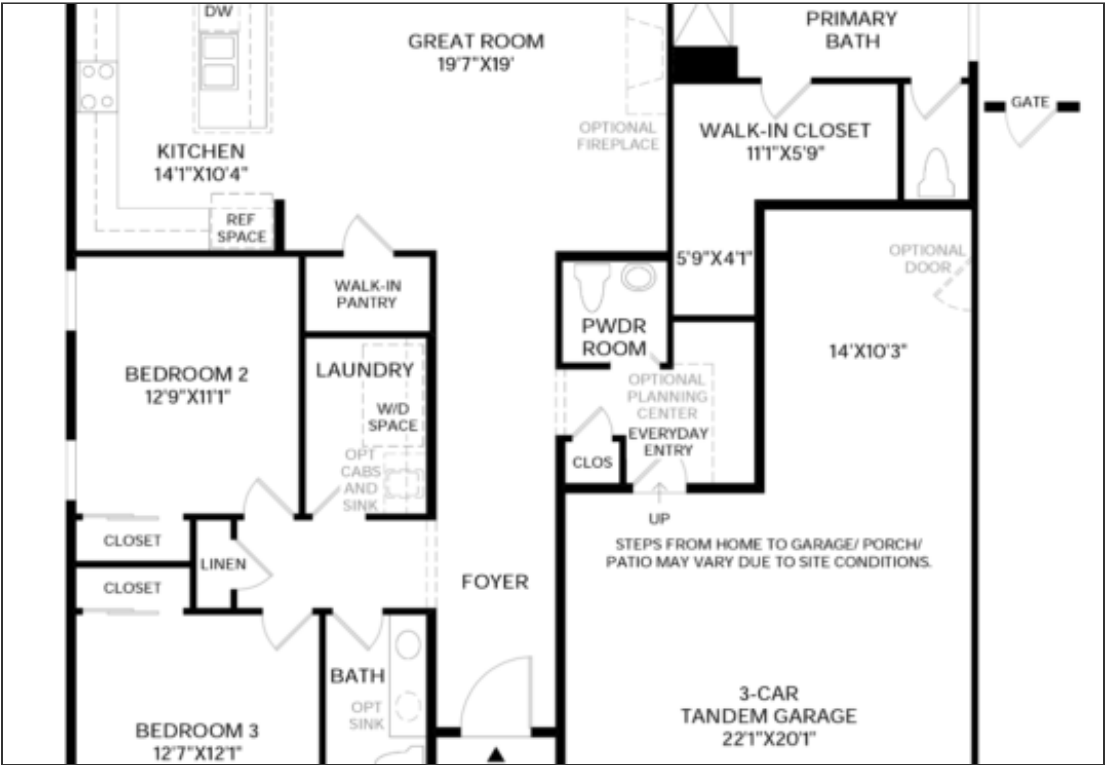 DW
GREAT ROOM
19'7"X19'
PRIMARY
BATH
GATE
OPTIONAL
FIREPLACE
WALK-IN CLOSET
11'1"X5'9"
KITCHEN
14'1"X10'4"
REF
SPACE
5'9"X4'1"
OPTIONAL
DOOR
WALK-IN
PANTRY
PWDR
ROOM
14'X10'3"
BEDROOM 2
12'9"X11'1"
LAUNDRY
W/D
SPACE
OPTIONAL
PLANNING
CENTER
EVERYDAY
ENTRY
OPT
CABS
AND
SINK
CLOS
UP
CLOSET
LINEN
STEPS FROM HOME TO GARAGE/ PORCH/
PATIO MAY VARY DUE TO SITE CONDITIONS.
CLOSET
FOYER
BATH
OPT
SINK
3-CAR
TANDEM GARAGE
22'1"X20'1"
BEDROOM 3
12'7"X12'1"